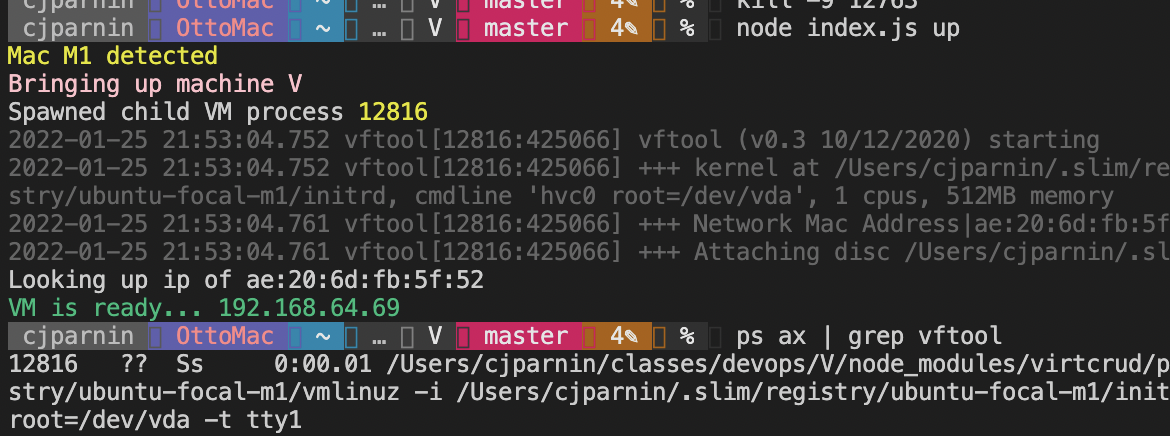 cjparnin OttoMac ~ … V master 4✎ % kill -9 12763
cjparnin OttoMac ~ … V master 4✎ % node index.js up
Mac M1 detected
Bringing up machine V
Spawned child VM process 12816
2022-01-25 21:53:04.752 vftool[12816:425066] vftool (v0.3 10/12/2020) starting
2022-01-25 21:53:04.752 vftool[12816:425066] +++ kernel at /Users/cjparnin/.slim/re
stry/ubuntu-focal-m1/initrd, cmdline 'hvc0 root=/dev/vda', 1 cpus, 512MB memory
2022-01-25 21:53:04.761 vftool[12816:425066] +++ Network Mac Address|ae:20:6d:fb:5f
2022-01-25 21:53:04.761 vftool[12816:425066] +++ Attaching disc /Users/cjparnin/.sl
Looking up ip of ae:20:6d:fb:5f:52
VM is ready... 192.168.64.69
cjparnin OttoMac ~ … V master 4✎ % ps ax | grep vftool
12816 ?? Ss 0:00.01 /Users/cjparnin/classes/devops/V/node_modules/virtcrud/p
stry/ubuntu-focal-m1/vmlinuz -i /Users/cjparnin/.slim/registry/ubuntu-focal-m1/init
root=/dev/vda -t tty1